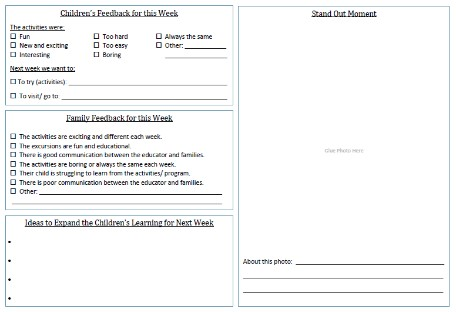 Children's Feedback for this Week
The activities were:
☐ Fun ☐ Too hard ☐ Always the same
☐ New and exciting ☐ Too easy ☐ Other: ____________
☐ Interesting ☐ Boring ____________
Next week we want to:
☐ To try (activities): ____________
☐ To visit/ go to: ____________
Family Feedback for this Week
☐ The activities are exciting and different each week.
☐ The excursions are fun and educational.
☐ There is good communication between the educator and families.
☐ The activities are boring or always the same each week.
☐ Their child is struggling to learn from the activities/ program.
☐ There is poor communication between the educator and families.
☐ Other: ____________
Ideas to Expand the Children's Learning for Next Week
•
•
•
•
Stand Out Moment
Glue Photo Here
About this photo: ____________